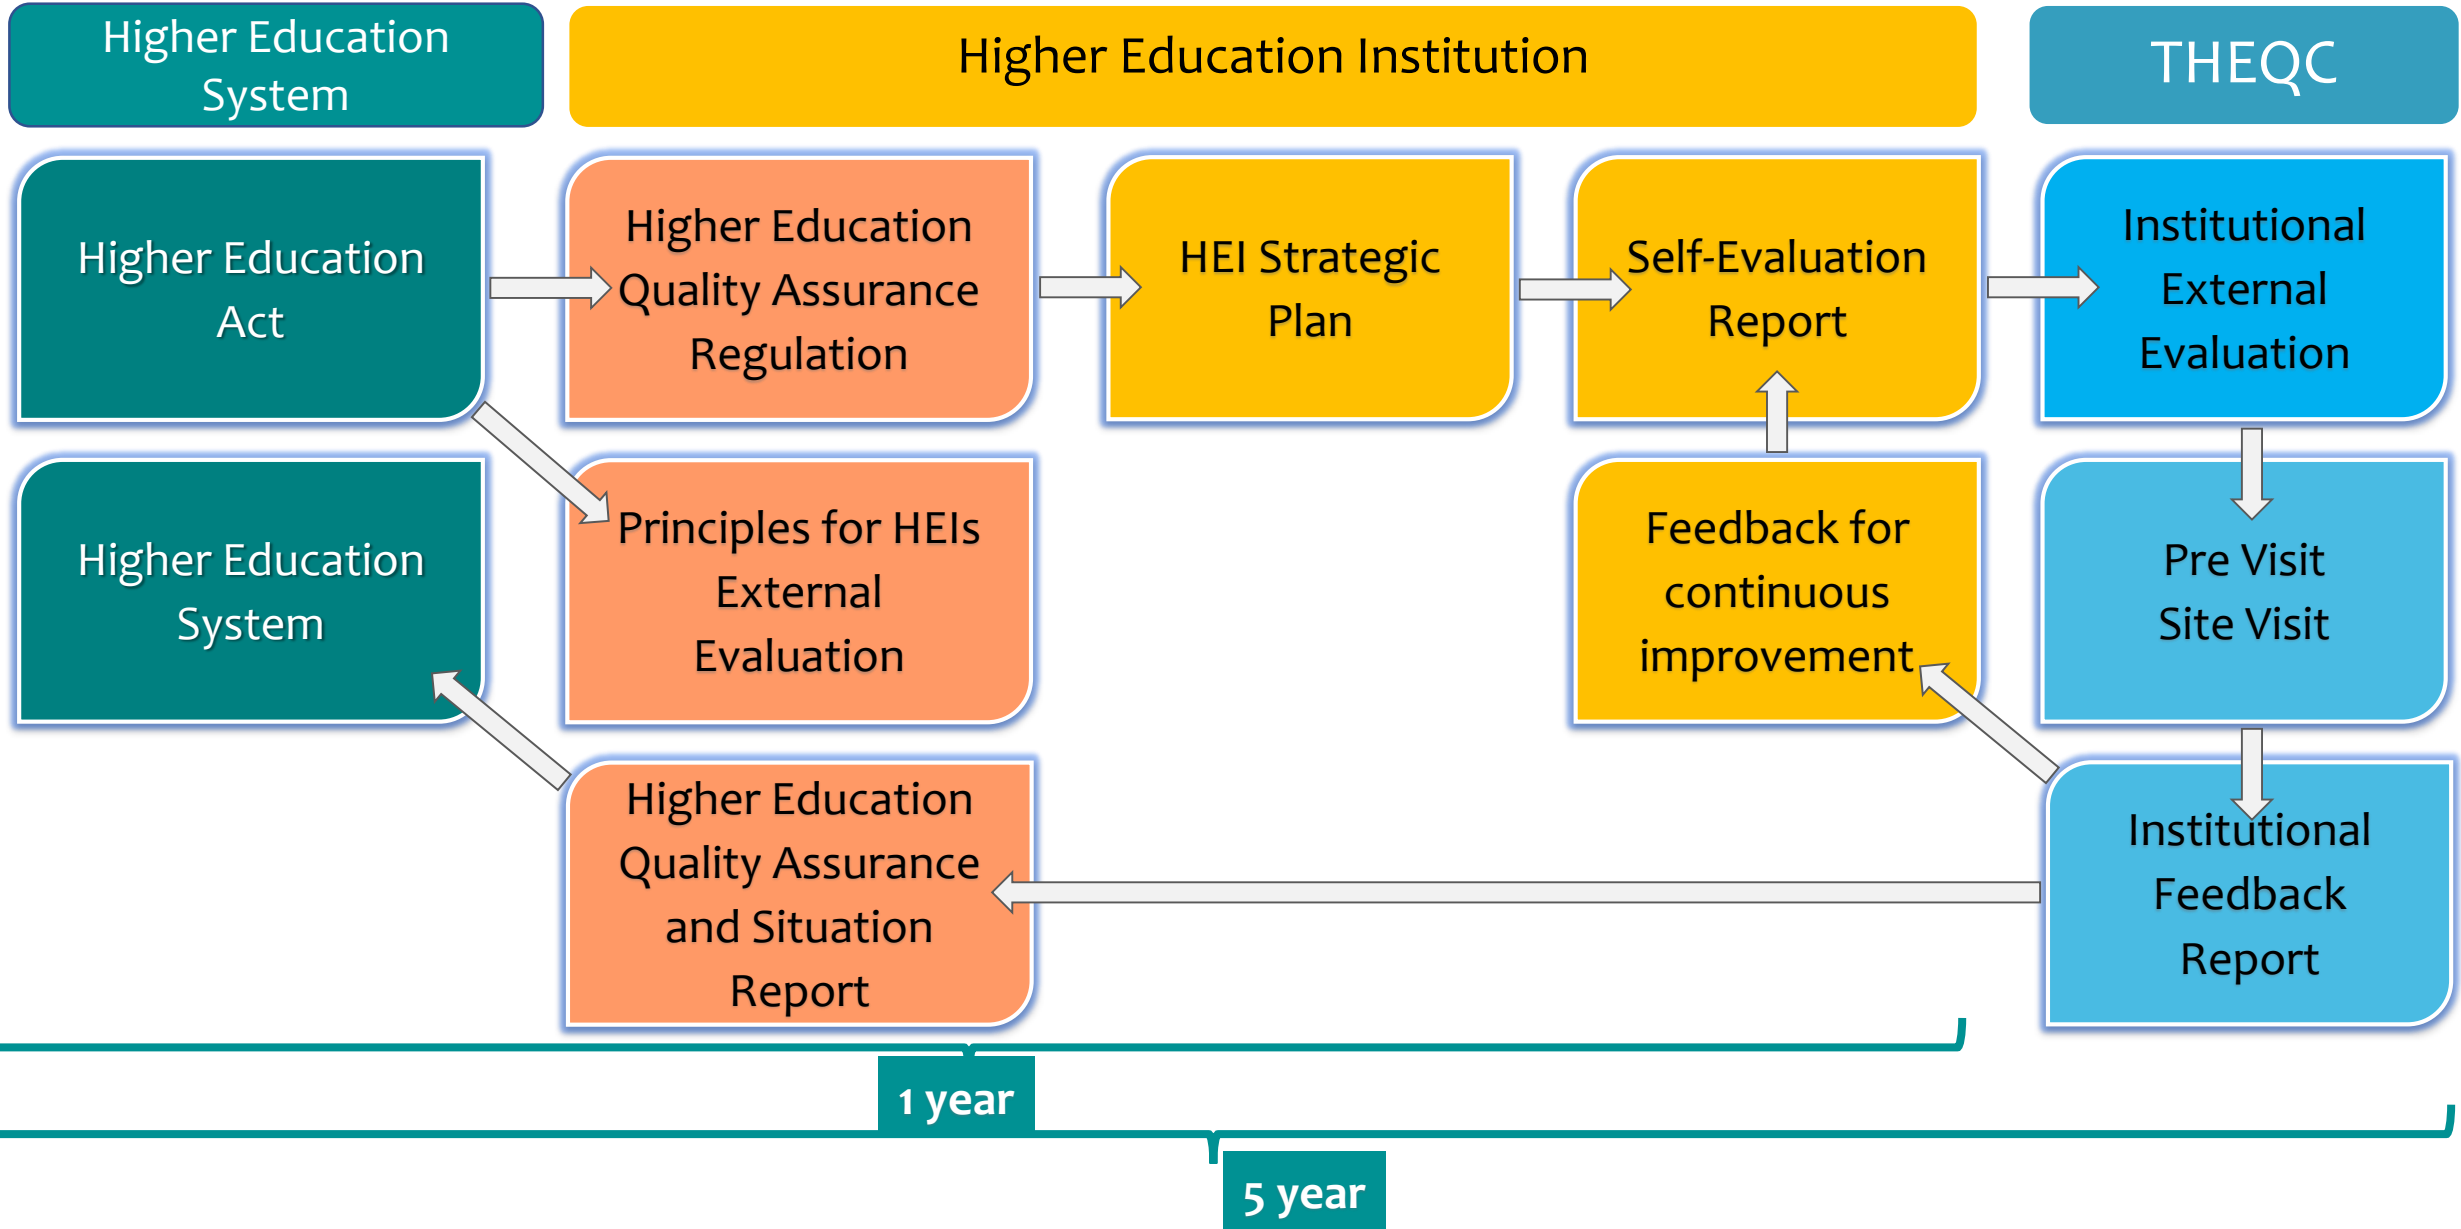 Higher Education
System
Higher Education Institution
THEQC
Higher Education
Act
Higher Education
Quality Assurance
Regulation
HEI Strategic
Plan
Self-Evaluation
Report
Institutional
External
Evaluation
Higher Education
System
Principles for HEIs
External
Evaluation
Feedback for
continuous
improvement
Pre Visit
Site Visit
Higher Education
Quality Assurance
and Situation
Report
Institutional
Feedback
Report
1 year
5 year